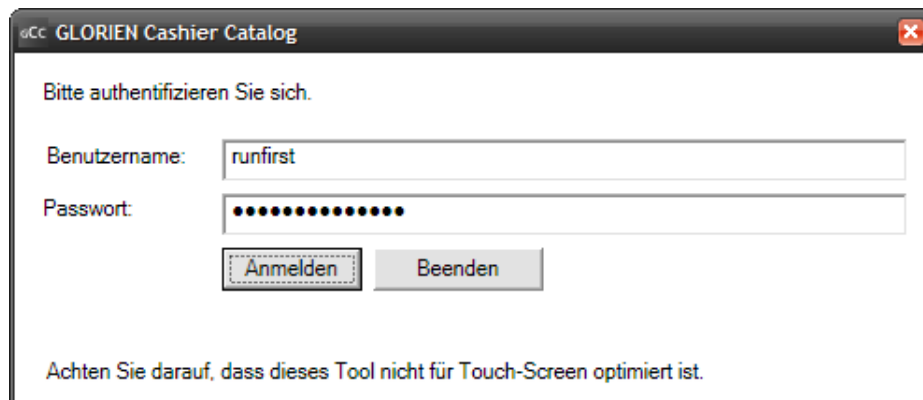 GCC GLORIEN Cashier Catalog
Bitte authentifizieren Sie sich.
Benutzername: runfirst
Passwort: ••••••••••••••
Anmelden Beenden
Achten Sie darauf, dass dieses Tool nicht für Touch-Screen optimiert ist.